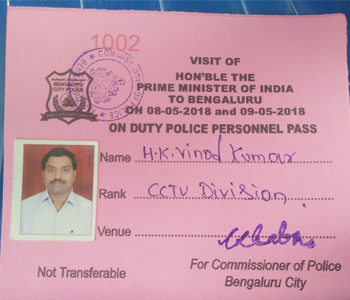 1002
VISIT OF
HON'BLE THE
PRIME MINISTER OF INDIA
TO BENGALURU
ON 08-05-2018 and 09-05-2018
ON DUTY POLICE PERSONNEL PASS
BENGALURU
CITY POLICE
Name H.K. Vinod Kumar
Rank CCTV Division.
Venue
Not Transferable
For Commissioner of Police
Bengaluru City